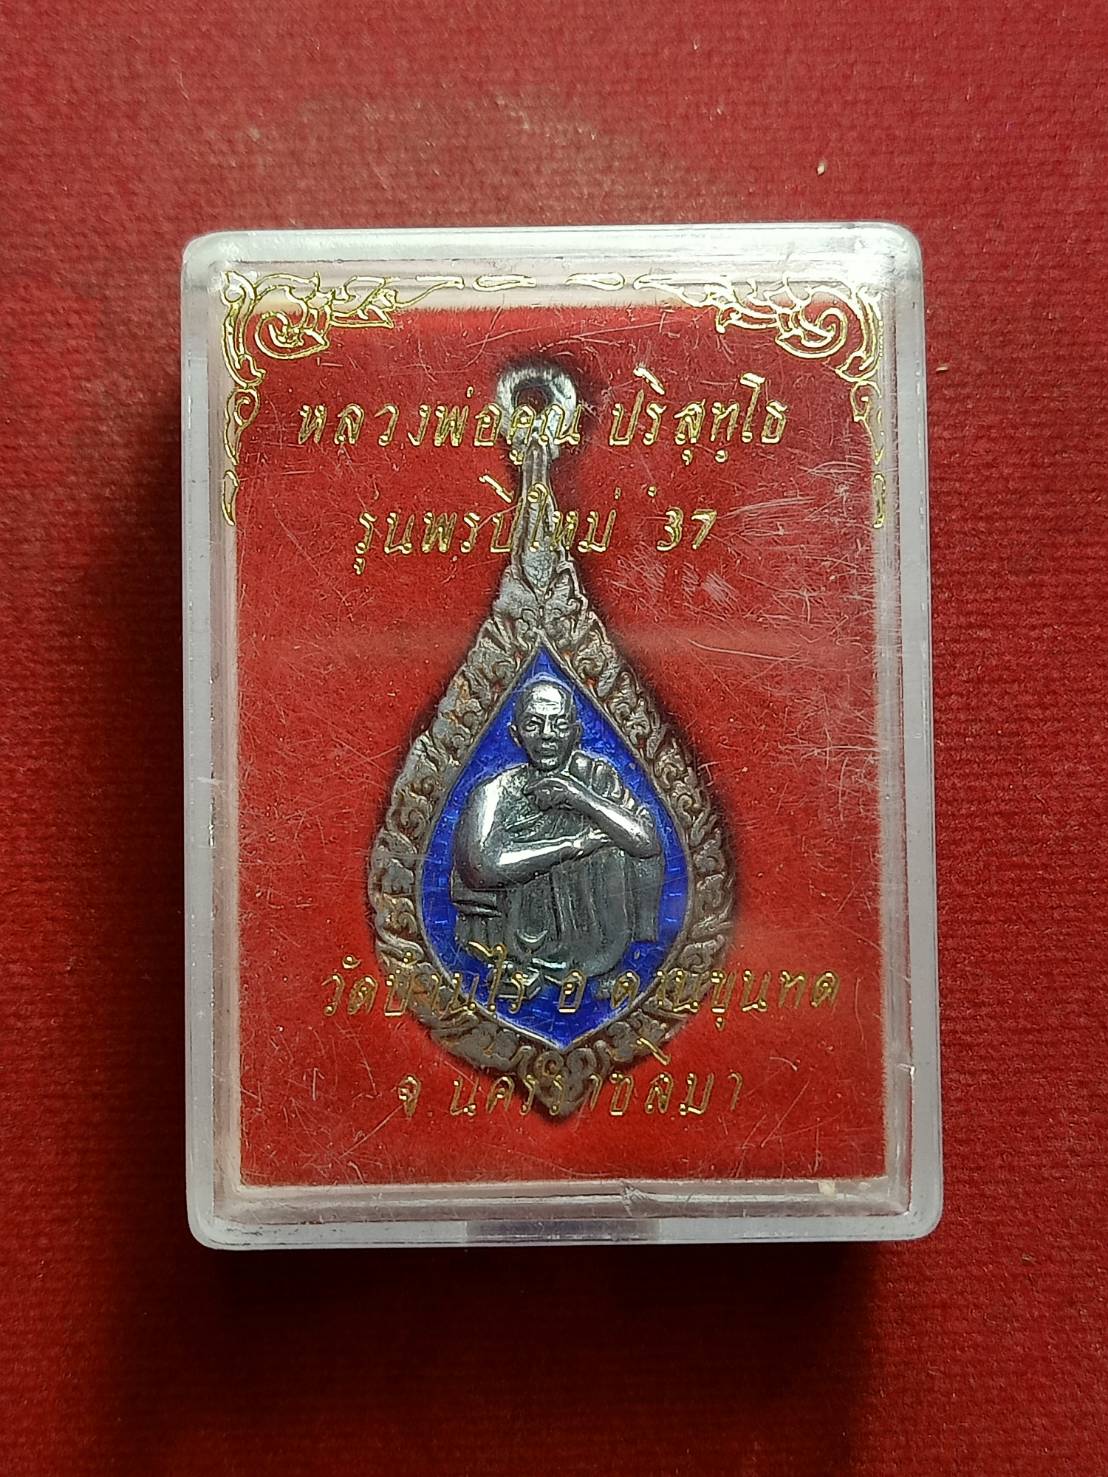 หลวงพ่อคูณ ปริสุทฺโธ
รุ่นพรปีใหม่ '37
วัดบ้านไร่ อ ด่านขุนทด
จ.นครราชสีมา